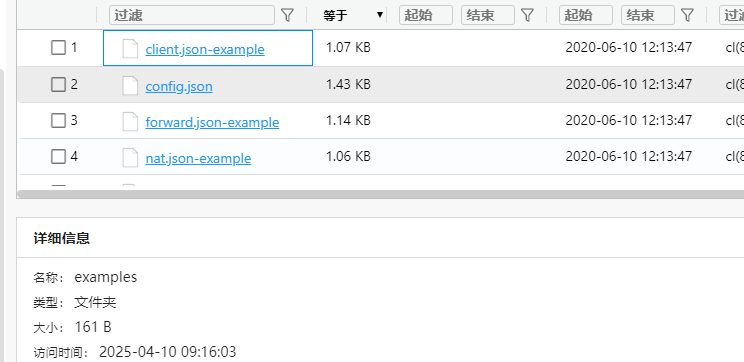 过滤 等于 起始 结束 起始 结束 过
1 client.json-example 1.07 KB 2020-06-10 12:13:47 cl(8
2 config.json 1.43 KB 2020-06-10 12:13:47 cl(8
3 forward.json-example 1.14 KB 2020-06-10 12:13:47 cl(8
4 nat.json-example 1.06 KB 2020-06-10 12:13:47 cl(8
详细信息
名称： examples
类型： 文件夹
大小： 161 B
访问时间： 2025-04-10 09:16:03